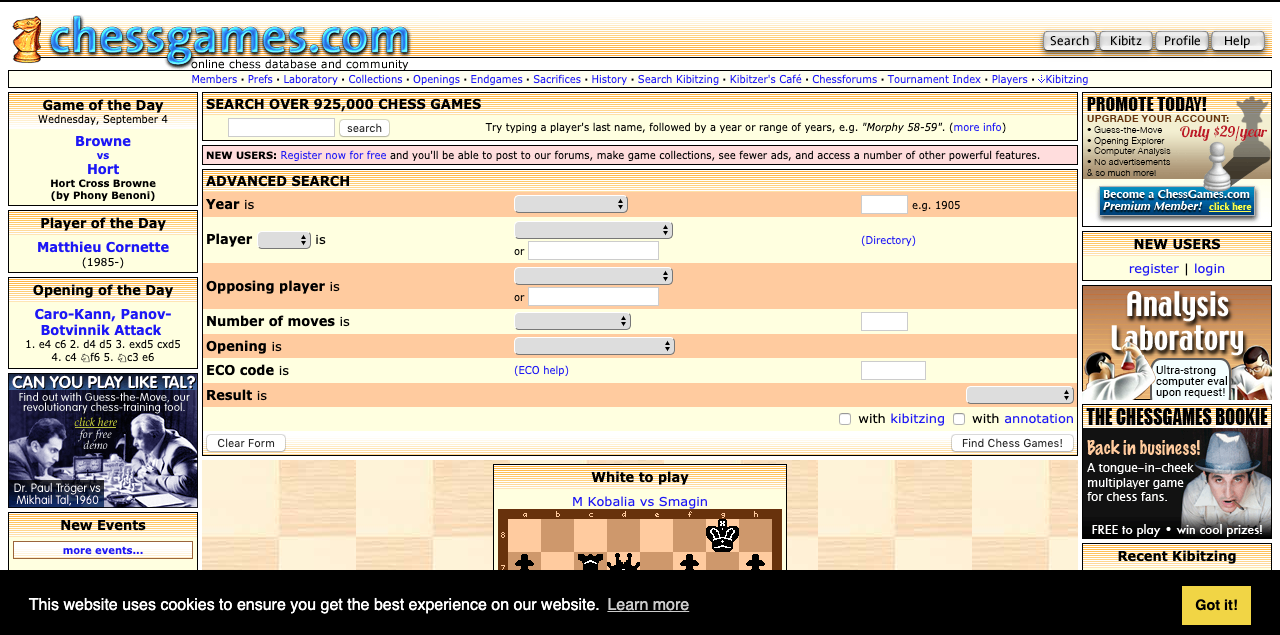 chessgames.com
online chess database and community
Search Kibitz Profile Help
Members • Prefs • Laboratory • Collections • Openings • Endgames • Sacrifices • History • Search Kibitzing • Kibitzer's Café • Chessforums • Tournament Index • Players • Kibitzing
Game of the Day
Wednesday, September 4
Browne
vs
Hort
Hort Cross Browne
(by Phony Benoni)
Player of the Day
Matthieu Cornette
(1985-)
Opening of the Day
Caro-Kann, Panov-
Botvinnik Attack
1. e4 c6 2. d4 d5 3. exd5 cxd5
4. c4 ♘f6 5. ♘c3 e6
CAN YOU PLAY LIKE TAL?
Find out with Guess-the-Move, our
revolutionary chess-training tool.
click here
for free
demo
Dr. Paul Tröger vs
Mikhail Tal, 1960
New Events
more events...
SEARCH OVER 925,000 CHESS GAMES
search
Try typing a player's last name, followed by a year or range of years, e.g. "Morphy 58-59". (more info)
NEW USERS: Register now for free and you'll be able to post to our forums, make game collections, see fewer ads, and access a number of other powerful features.
ADVANCED SEARCH
Year is
e.g. 1905
Player is
or
(Directory)
Opposing player is
or
Number of moves is
Opening is
ECO code is
(ECO help)
Result is
with kibitzing with annotation
Clear Form
Find Chess Games!
White to play
M Kobalia vs Smagin
a b c d e f g h
8
7
PROMOTE TODAY!
UPGRADE YOUR ACCOUNT:
• Guess-the-Move
• Opening Explorer
• Computer Analysis
• No advertisements
& so much more!
Only $29/year
Become a ChessGames.com
Premium Member! click here
NEW USERS
register | login
Analysis
Laboratory
Ultra-strong
computer eval
upon request!
THE CHESSGAMES BOOKIE
Back in business!
A tongue-in-cheek
multiplayer game
for chess fans.
FREE to play • win cool prizes!
Recent Kibitzing
This website uses cookies to ensure you get the best experience on our website. Learn more
Got it!